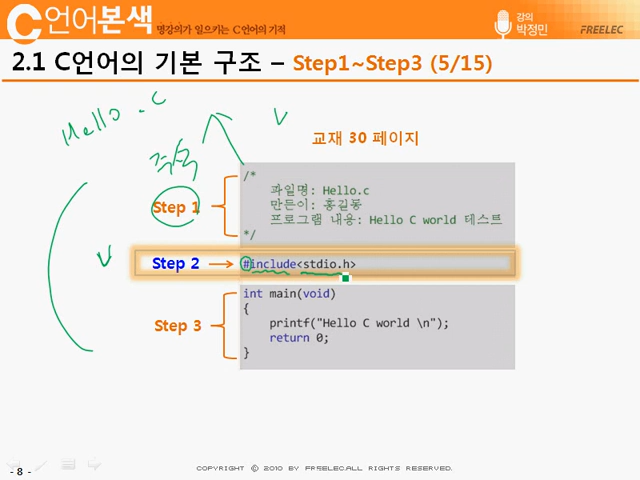 C언어본색 명강의가 일으키는 C언어의 기적
강의
박정민
FREELEC
2.1 C언어의 기본 구조 – Step1~Step3 (5/15)
Hello.c
주석
교재 30 페이지
Step 1
/*
파일명: Hello.c
만든이: 홍길동
프로그램 내용: Hello C world 테스트
*/
Step 2
#include<stdio.h>
Step 3
int main(void)
{
printf("Hello C world \n");
return 0;
}
- 8 -
COPYRIGHT © 2010 BY FREELEC.ALL RIGHTS RESERVED.